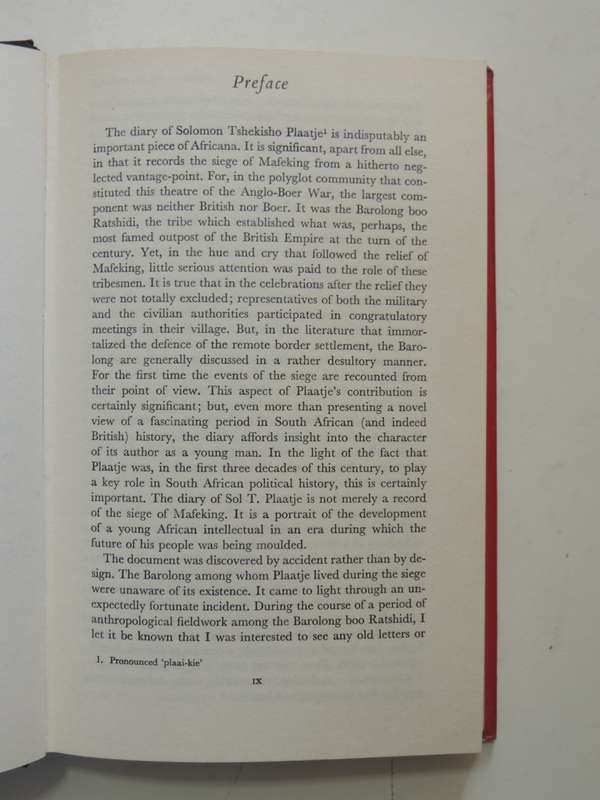 Preface
The diary of Solomon Tshekisho Plaatje¹ is indisputably an
important piece of Africana. It is significant, apart from all else,
in that it records the siege of Mafeking from a hitherto neg-
lected vantage-point. For, in the polyglot community that con-
stituted this theatre of the Anglo-Boer War, the largest com-
ponent was neither British nor Boer. It was the Barolong boo
Ratshidi, the tribe which established what was, perhaps, the
most famed outpost of the British Empire at the turn of the
century. Yet, in the hue and cry that followed the relief of
Mafeking, little serious attention was paid to the role of these
tribesmen. It is true that in the celebrations after the relief they
were not totally excluded; representatives of both the military
and the civilian authorities participated in congratulatory
meetings in their village. But, in the literature that immor-
talized the defence of the remote border settlement, the Baro-
long are generally discussed in a rather desultory manner.
For the first time the events of the siege are recounted from
their point of view. This aspect of Plaatje's contribution is
certainly significant; but, even more than presenting a novel
view of a fascinating period in South African (and indeed
British) history, the diary affords insight into the character
of its author as a young man. In the light of the fact that
Plaatje was, in the first three decades of this century, to play
a key role in South African political history, this is certainly
important. The diary of Sol T. Plaatje is not merely a record
of the siege of Mafeking. It is a portrait of the development
of a young African intellectual in an era during which the
future of his people was being moulded.
The document was discovered by accident rather than by de-
sign. The Barolong among whom Plaatje lived during the siege
were unaware of its existence. It came to light through an un-
expectedly fortunate incident. During the course of a period of
anthropological fieldwork among the Barolong boo Ratshidi, I
let it be known that I was interested to see any old letters or
1. Pronounced 'plaai-kie'
IX